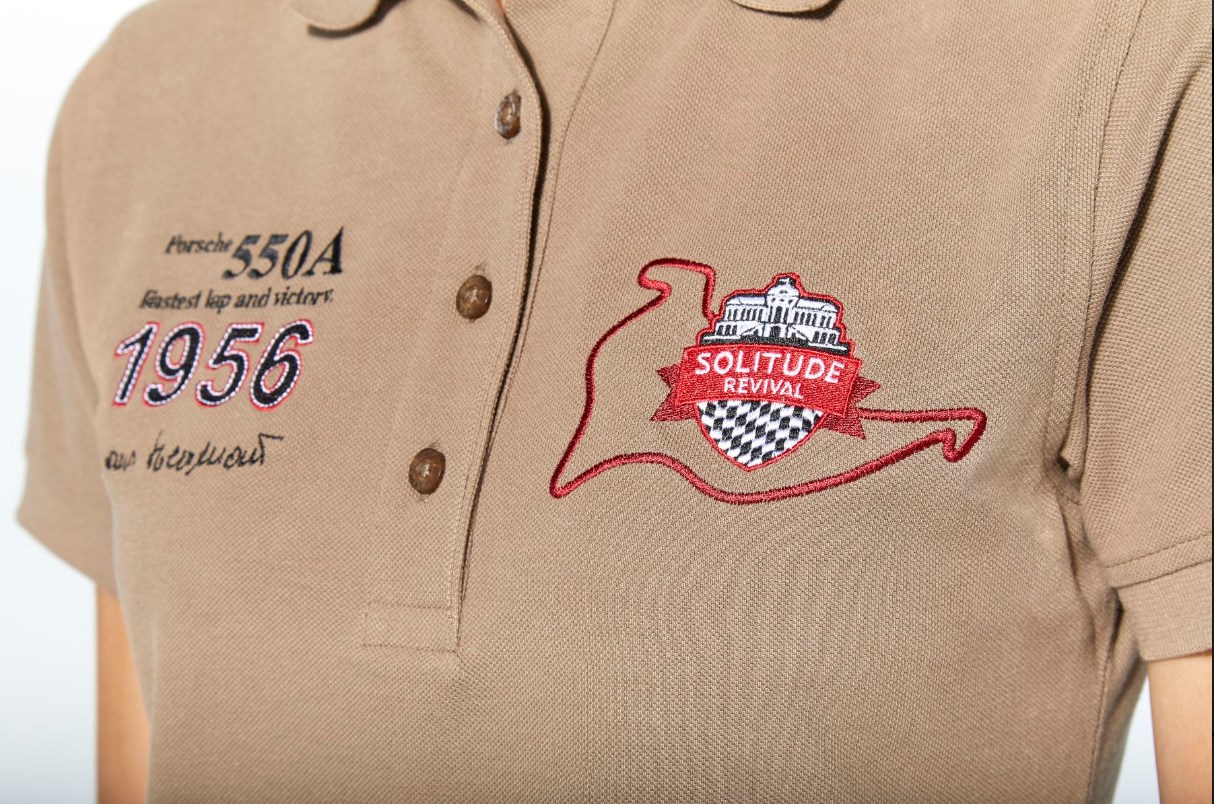 Porsche 550A
Fastest lap and victory.
1956
SOLITUDE
REVIVAL